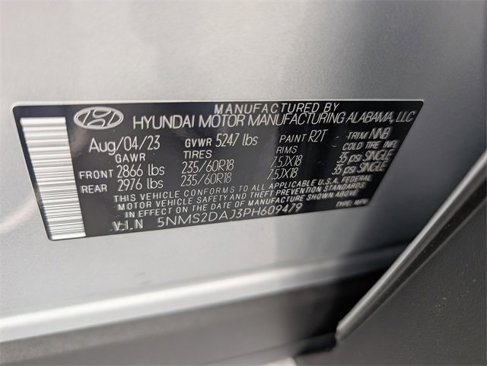 MANUFACTURED BY
HYUNDAI MOTOR MANUFACTURING ALABAMA, LLC
Aug/04/23 GVWR 5247 lbs PAINT R2T TRIM: NNB
GAWR TIRES RIMS COLD TIRE INFL
FRONT 2866 lbs 235/60R18 7.5JX18 35 psi SINGLE
REAR 2976 lbs 235/60R18 7.5JX18 35 psi SINGLE
THIS VEHICLE CONFORMS TO ALL APPLICABLE U.S.A. FEDERAL
MOTOR VEHICLE SAFETY AND THEFT PREVENTION STANDARDS
IN EFFECT ON THE DATE OF MANUFACTURE SHOWN ABOVE.
V.I.N 5NMS2DAJ3PH609479 TYPE: MPV